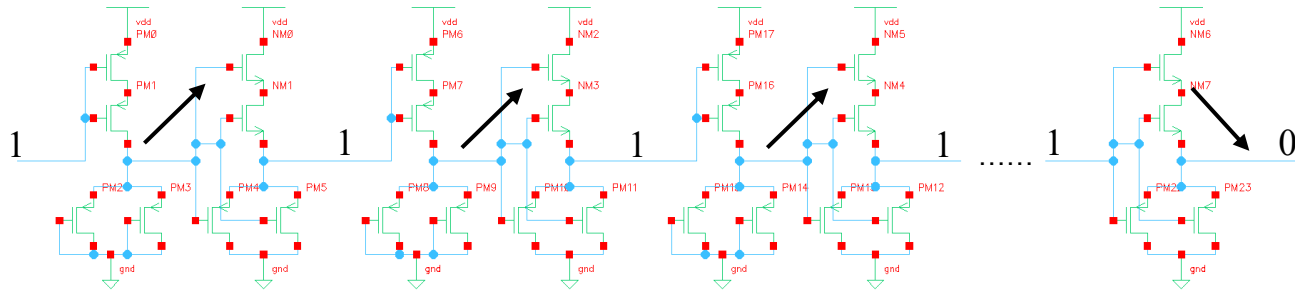 vdd vdd vdd vdd vdd vdd vdd
PM0 NM0 PM6 NM2 PM17 NM5 NM6
PM1 NM1 PM7 NM3 PM16 NM4 NM7
1 1 1 1 ...... 1 0
PM2 PM3 PM4 PM5 PM8 PM9 PM10 PM11 PM14 PM12 PM23
gnd gnd gnd gnd gnd gnd gnd